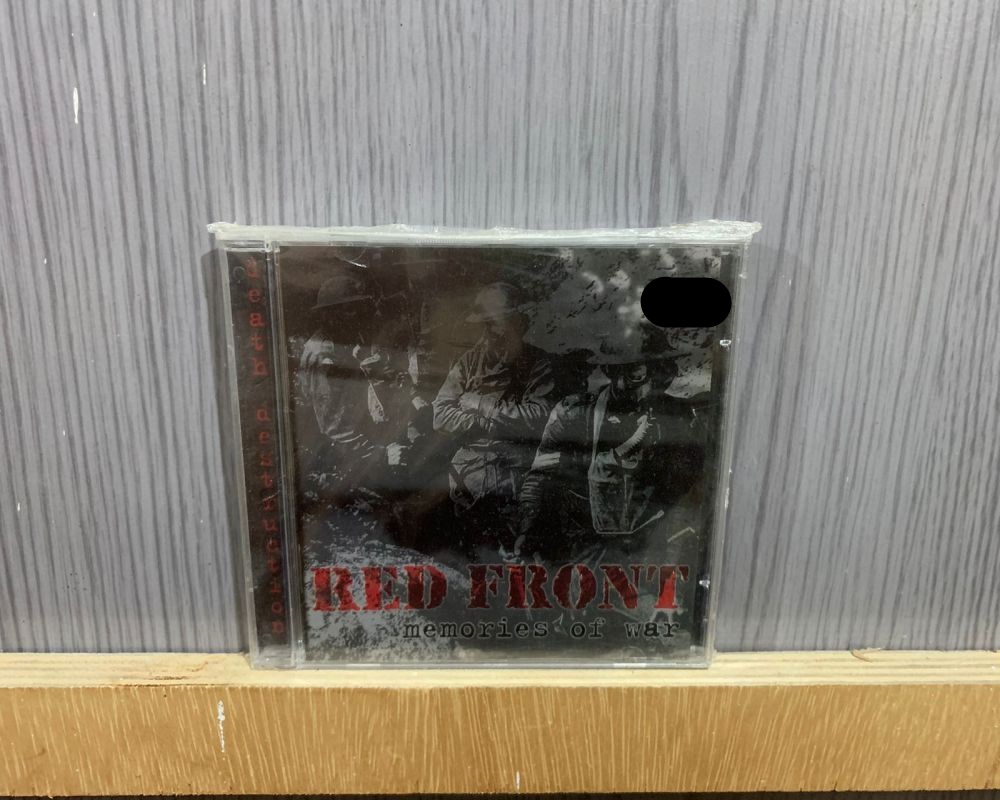 death destruction
RED FRONT
memories of war